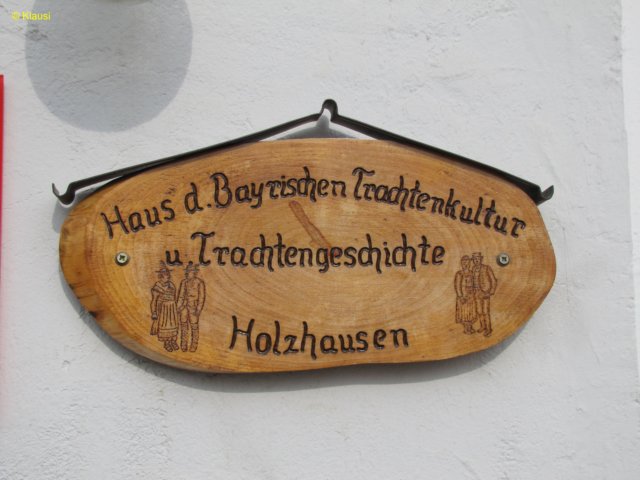 © Klausi
Haus d. Bayrischen Trachtenkultur
u. Trachtengeschichte
Holzhausen